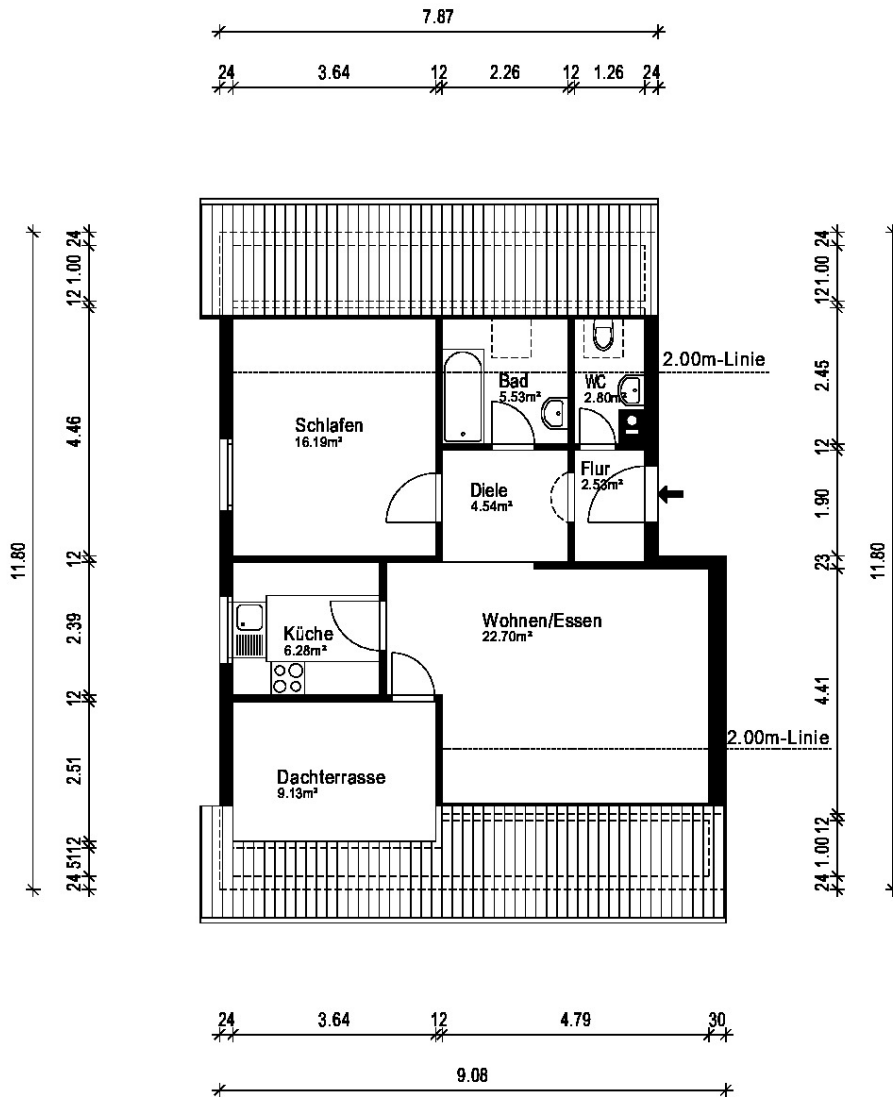 7.87
24 3.64 12 2.26 12 1.26 24
24
1.00
12
4.46
12
2.39
12
2.51
12
51
24
11.80
24
1.00
12
2.45
12
1.90
23
4.41
12
1.00
24
11.80
2.00m-Linie
Bad
5.53m²
WC
2.80m²
Schlafen
16.19m²
Flur
2.53m²
Diele
4.54m²
Wohnen/Essen
22.70m²
Küche
6.28m²
2.00m-Linie
Dachterrasse
9.13m²
24 3.64 12 4.79 30
9.08